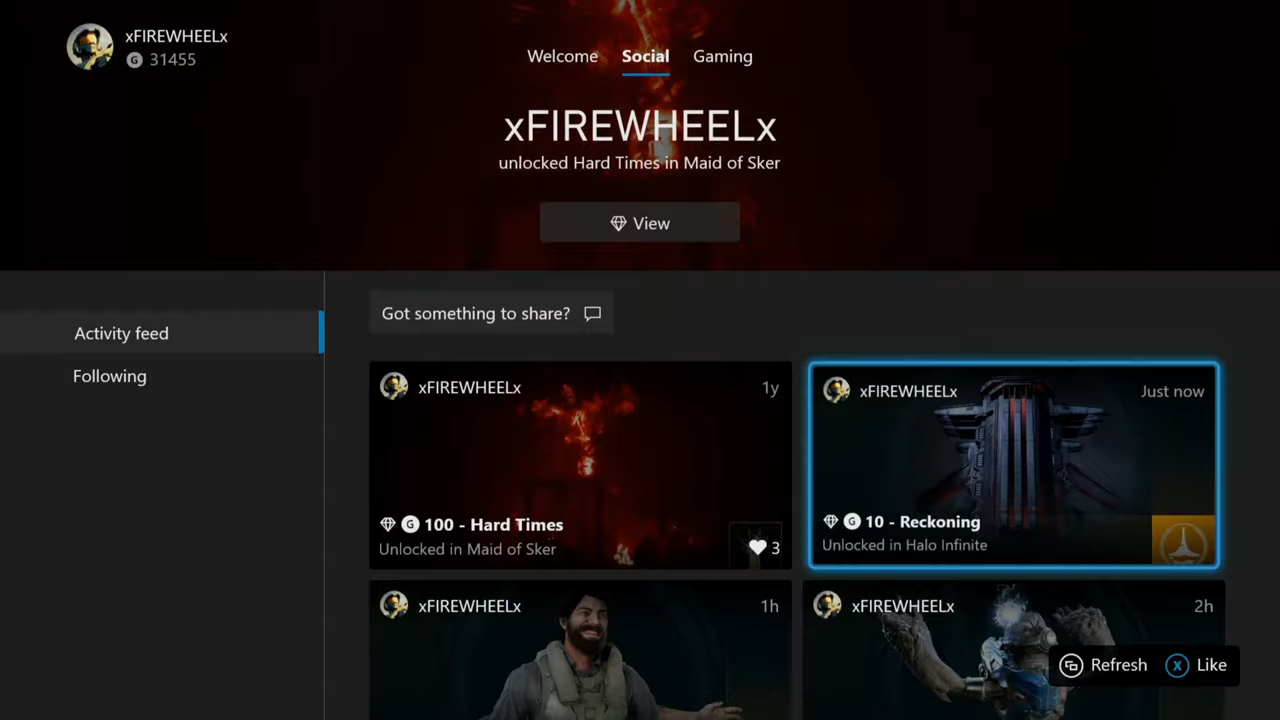 xFIREWHEELx
G 31455
Welcome Social Gaming
xFIREWHEELx
unlocked Hard Times in Maid of Sker
View
Activity feed
Following
Got something to share?
xFIREWHEELx 1y
G 100 - Hard Times
Unlocked in Maid of Sker
3
xFIREWHEELx Just now
G 10 - Reckoning
Unlocked in Halo Infinite
xFIREWHEELx 1h
xFIREWHEELx 2h
Refresh X Like